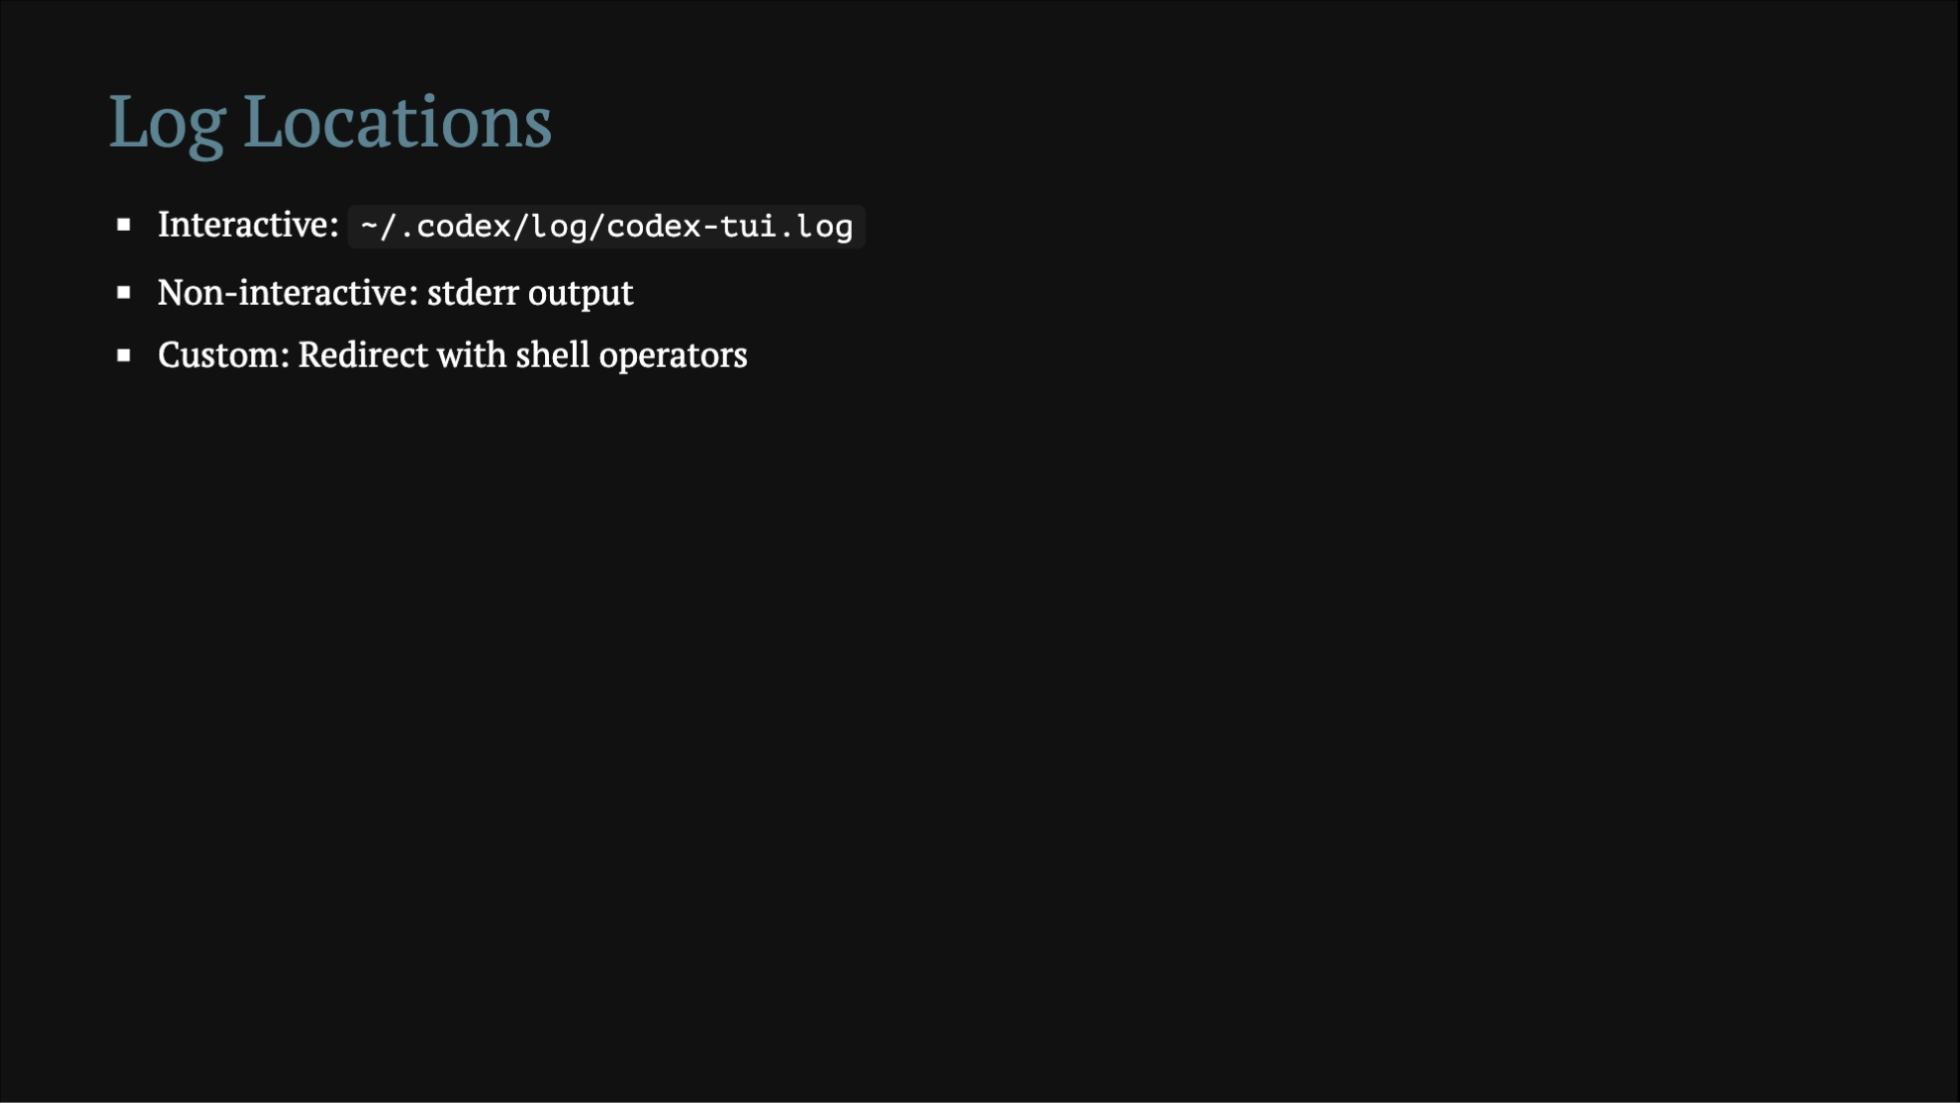 Log Locations
▪ Interactive: ~/.codex/log/codex-tui.log
▪ Non-interactive: stderr output
▪ Custom: Redirect with shell operators